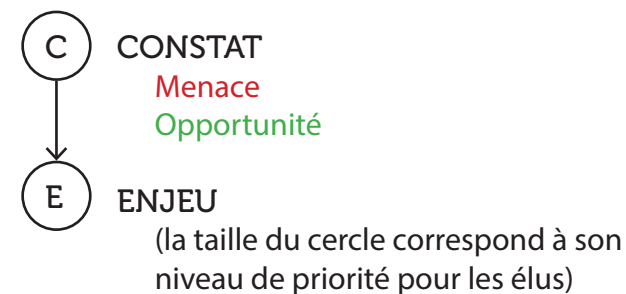 C CONSTAT
Menace
Opportunité
E ENJEU
(la taille du cercle correspond à son
niveau de priorité pour les élus)